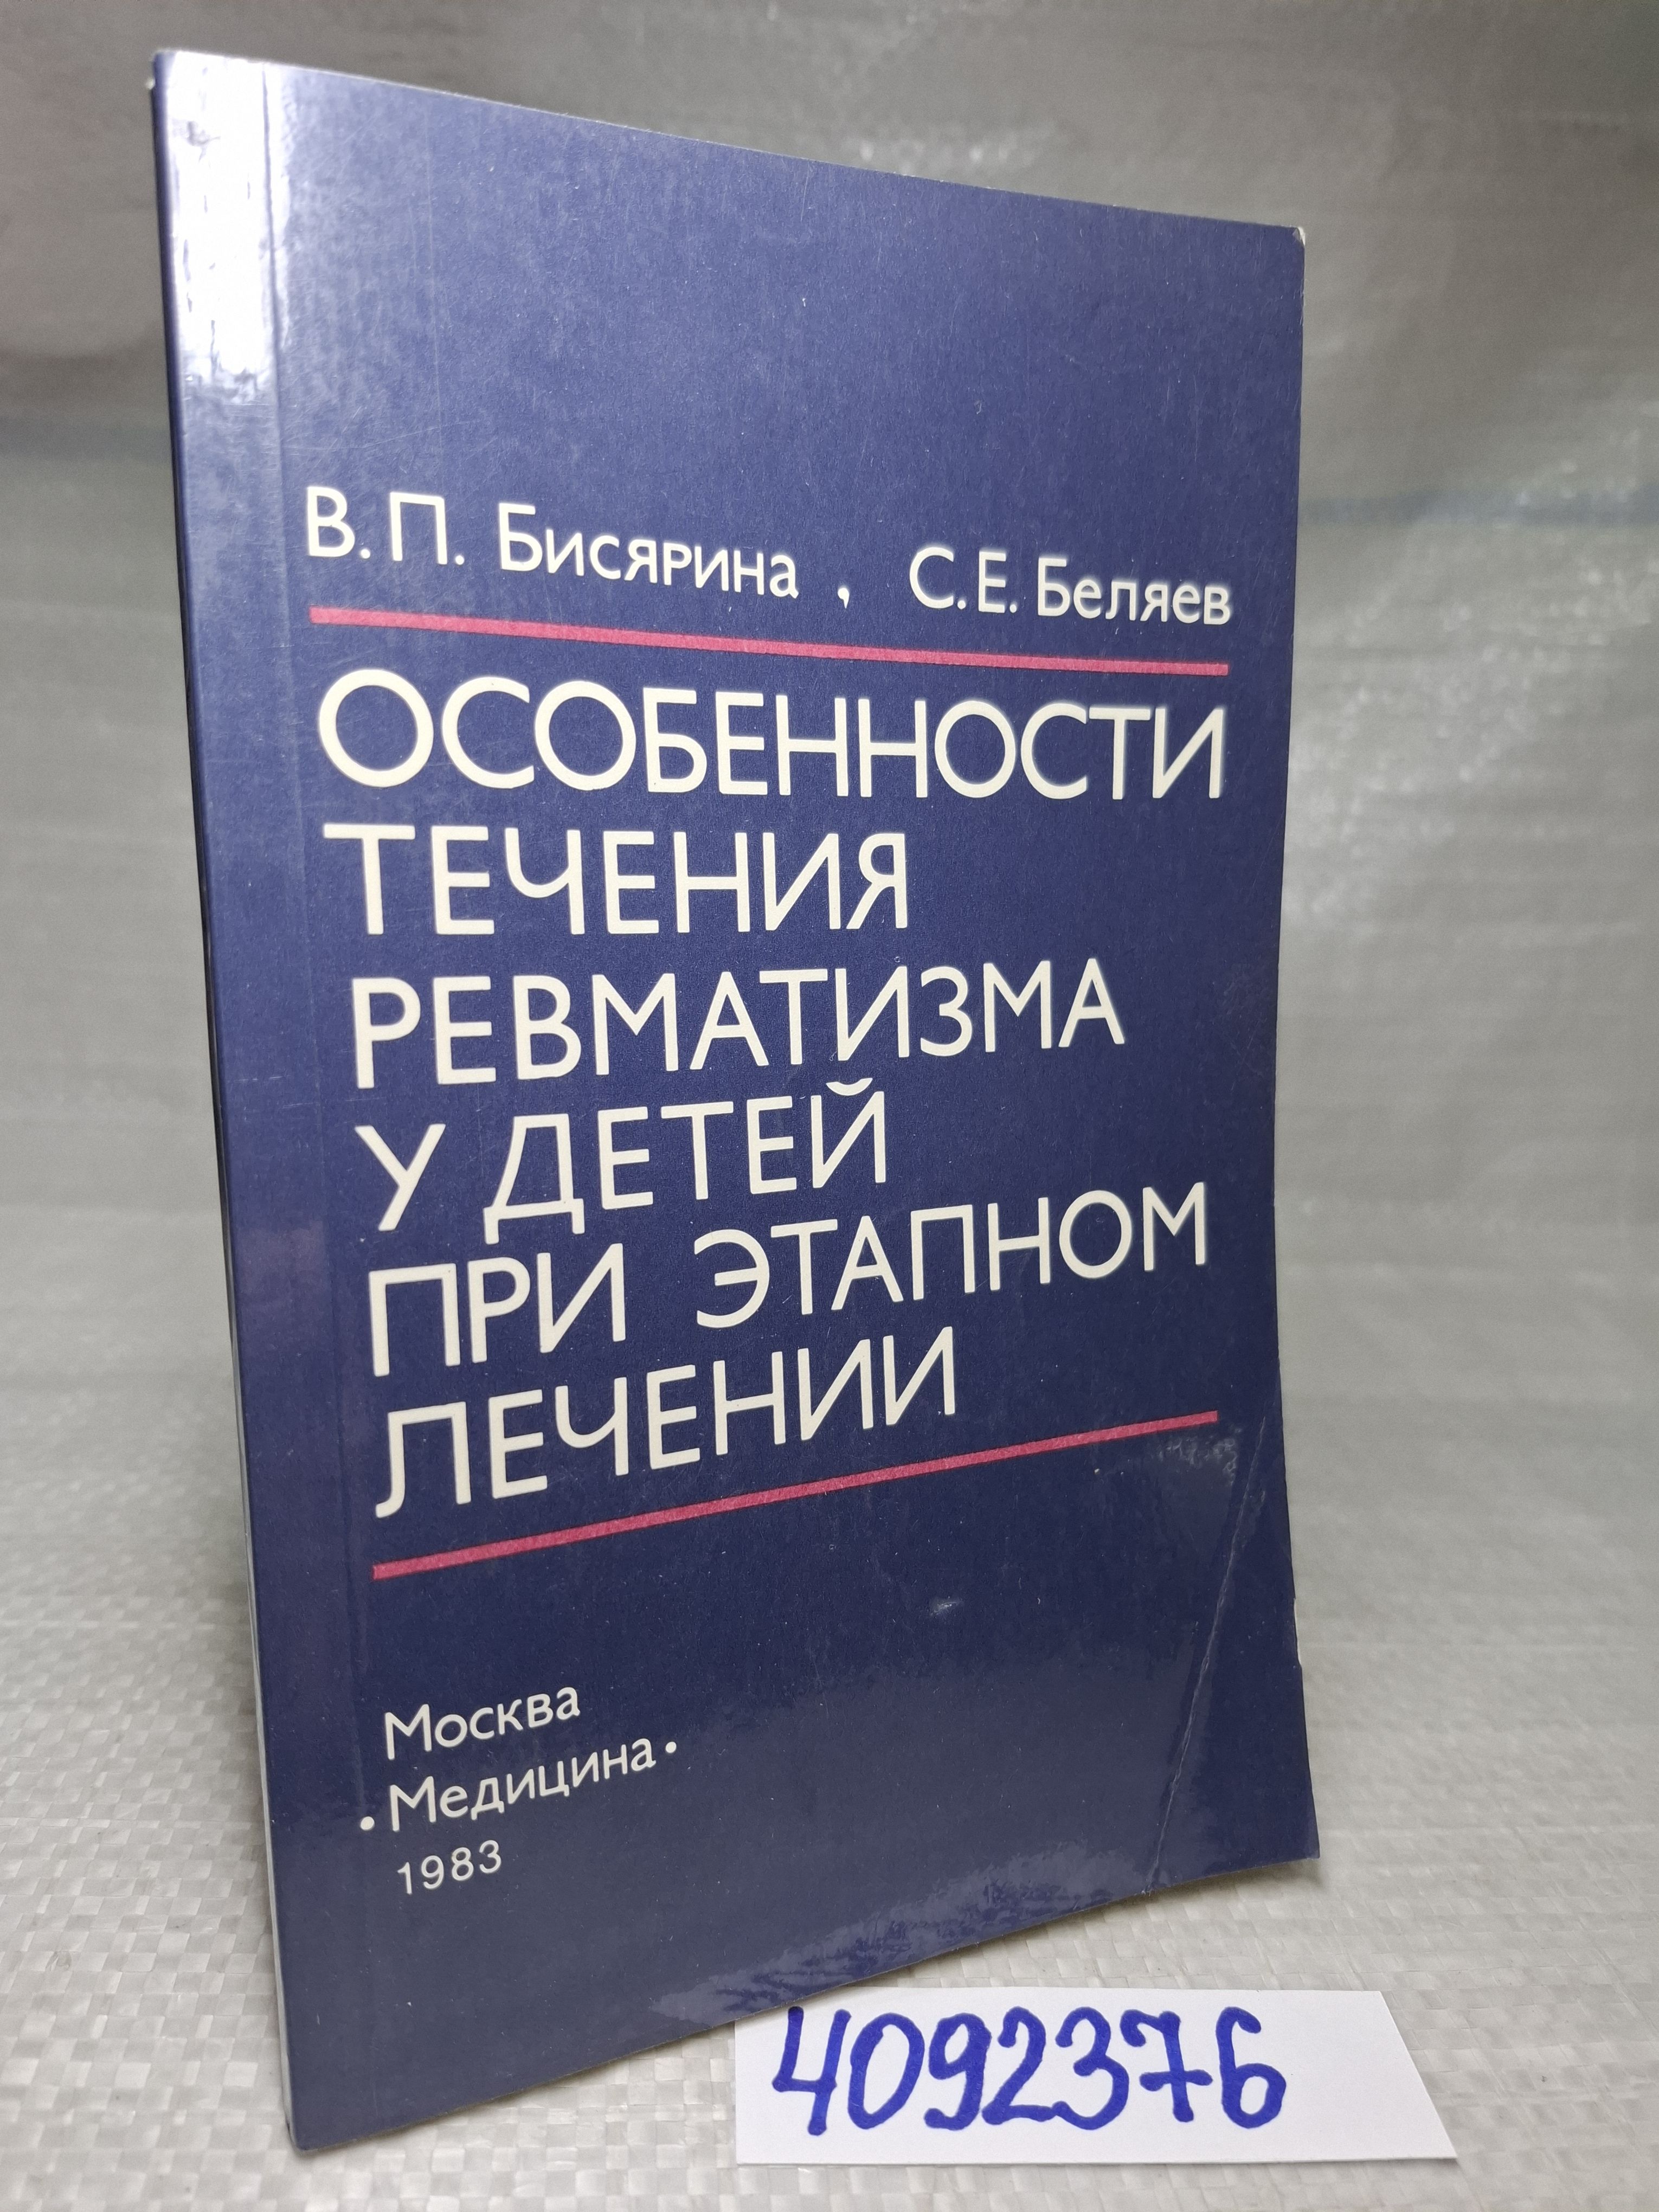 В. П. Бисярина , С. Е. Беляев
ОСОБЕННОСТИ
ТЕЧЕНИЯ
РЕВМАТИЗМА
У ДЕТЕЙ
ПРИ ЭТАПНОМ
ЛЕЧЕНИИ
Москва
• Медицина •
1983
4092376